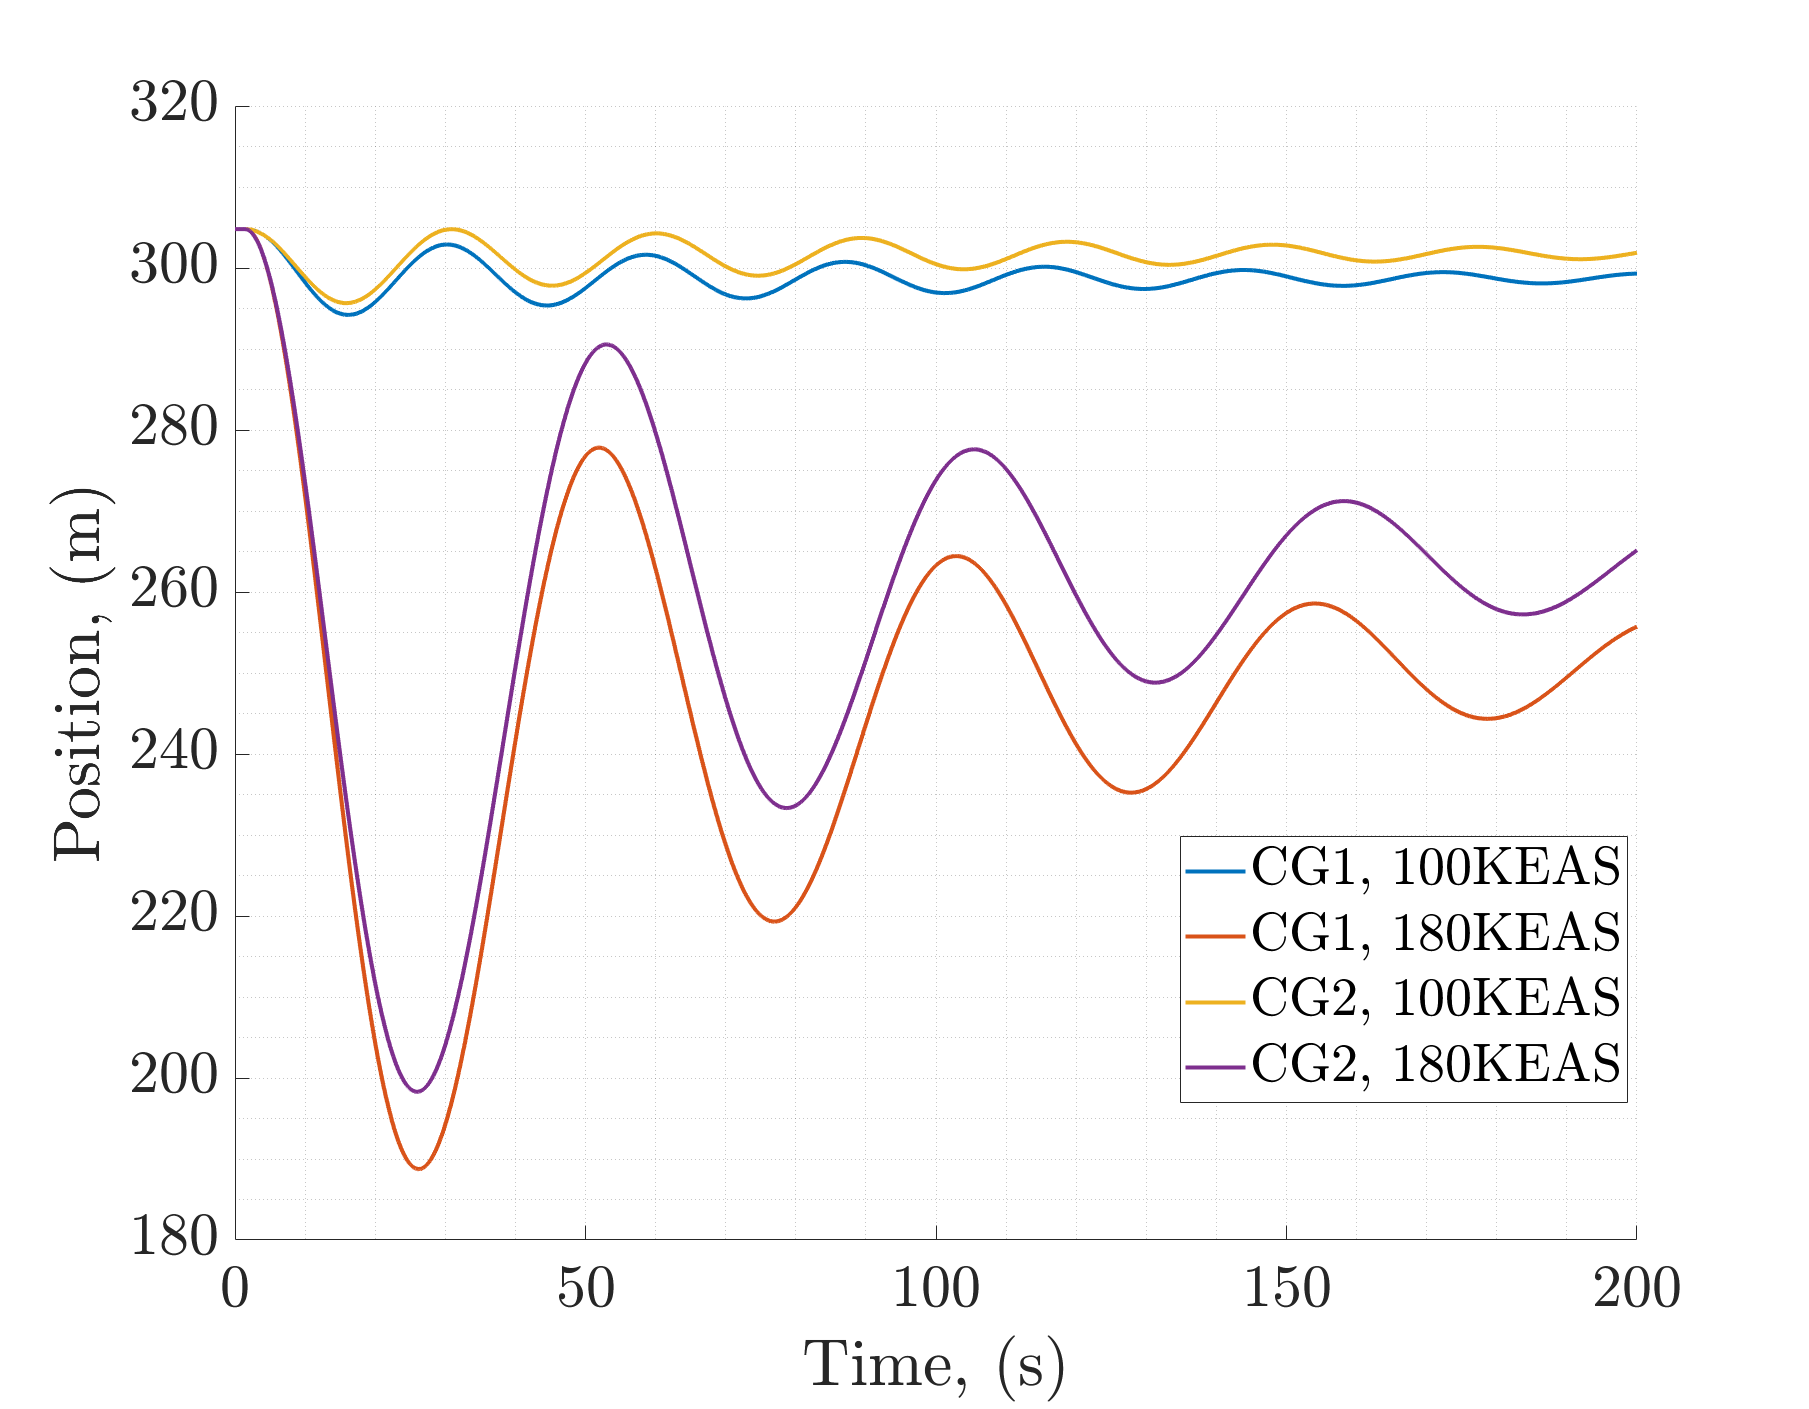 320
300
280
260
240
220
200
180
Position, (m)
0 50 100 150 200
Time, (s)
CG1, 100KEAS
CG1, 180KEAS
CG2, 100KEAS
CG2, 180KEAS